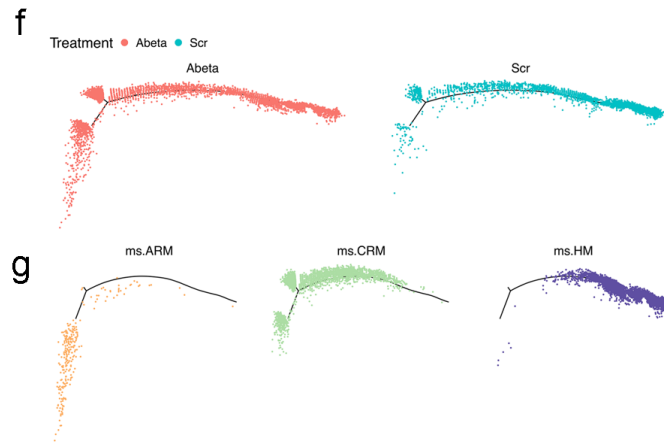 f
Treatment Abeta Scr
Abeta Scr
g
ms.ARM ms.CRM ms.HM